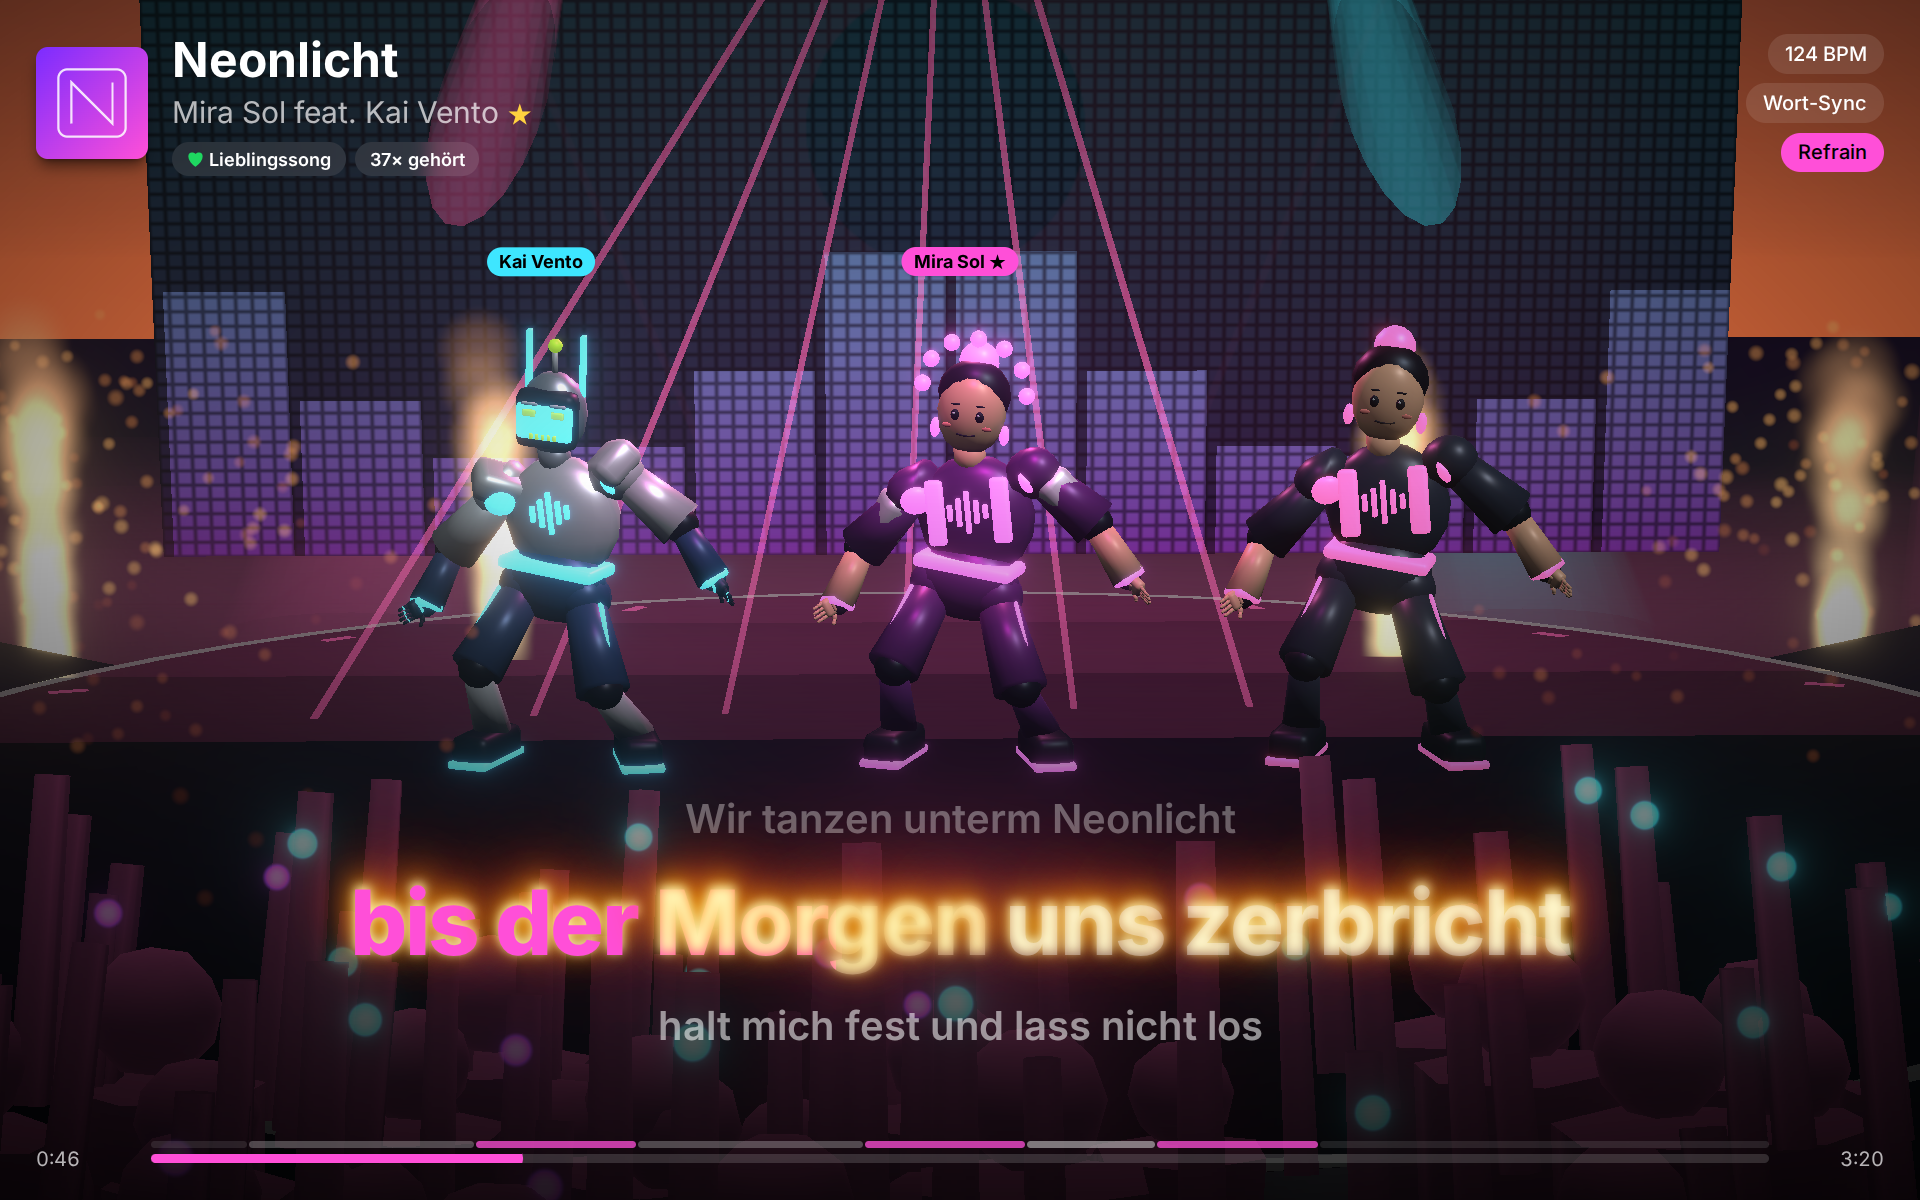 N
Neonlicht
Mira Sol feat. Kai Vento ★
Lieblingssong
37× gehört
124 BPM
Wort-Sync
Refrain
Kai Vento
Mira Sol ★
Wir tanzen unterm Neonlicht
bis der Morgen uns zerbricht
halt mich fest und lass nicht los
0:46
3:20